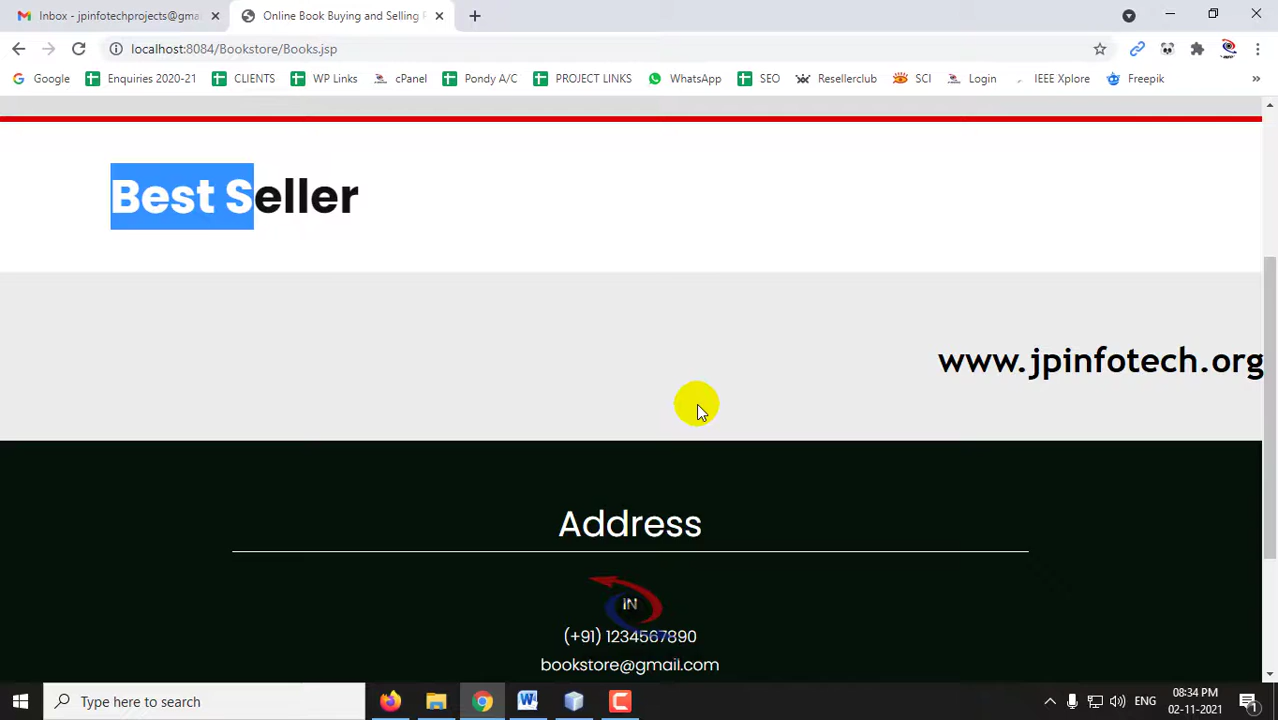 Inbox - jpinfotechprojects@gma
Online Book Buying and Selling
localhost:8084/Bookstore/Books.jsp
Google Enquiries 2020-21 CLIENTS WP Links cPanel Pondy A/C PROJECT LINKS WhatsApp SEO Resellerclub SCI Login IEEE Xplore Freepik »
Best Seller
www.jpinfotech.org
Address
iN
(+91) 1234567890
bookstore@gmail.com
Type here to search
ENG
08:34 PM
02-11-2021
1